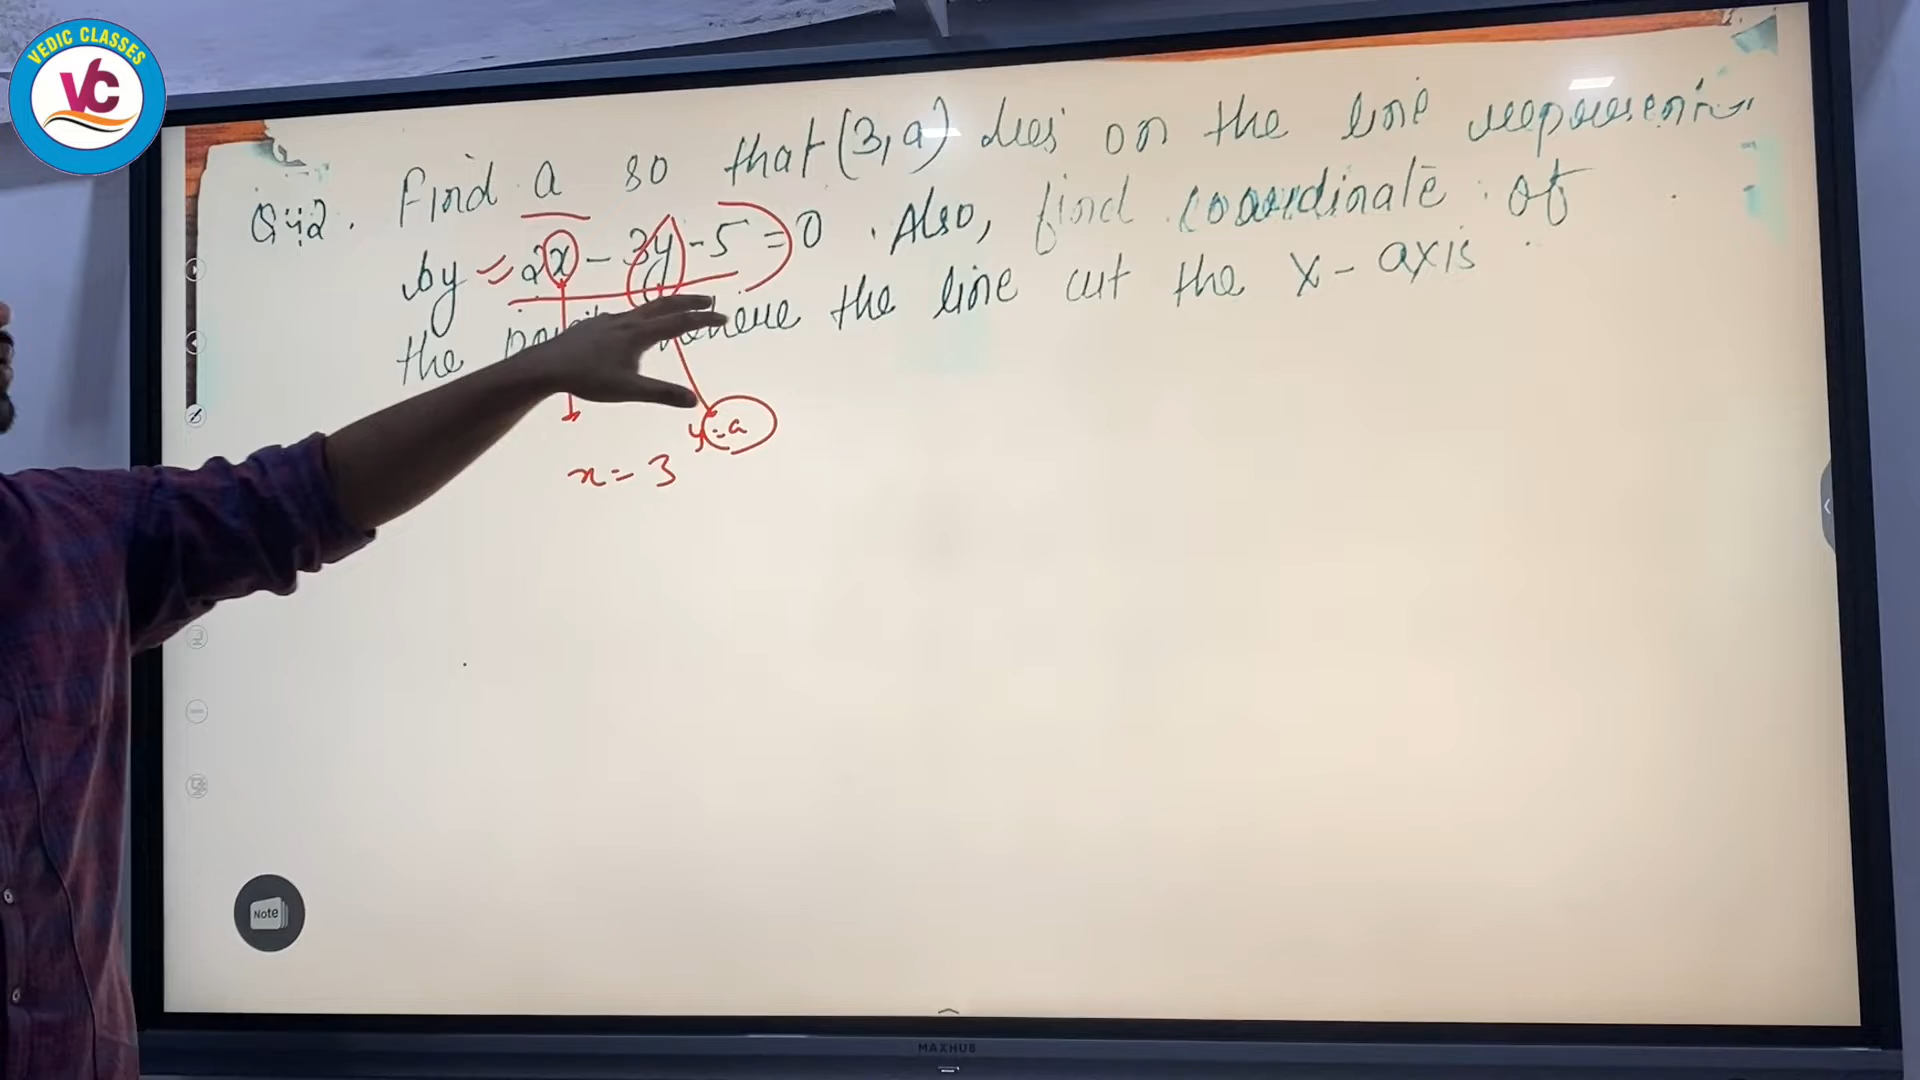 VEDIC CLASSES
VC
Q42. Find a so that (3,a) lies on the line
by = 2x - 3y - 5 = 0 . Also, find coordinate of
the where the line cut the X - axis
y = a
x = 3
Note
MAXHUB